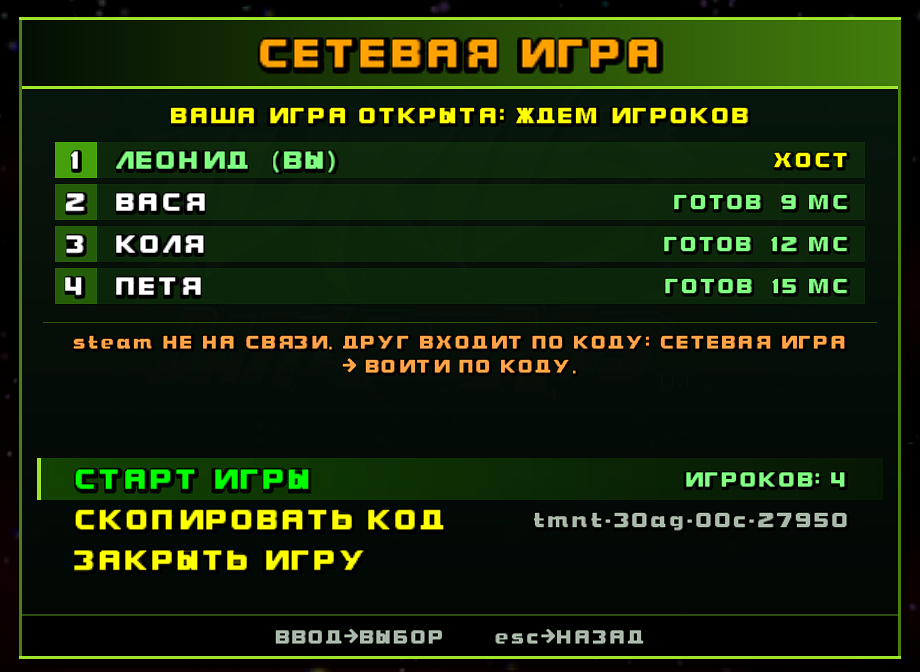 СЕТЕВАЯ ИГРА
ВАША ИГРА ОТКРЫТА: ЖДЕМ ИГРОКОВ
1 ЛЕОНИД (ВЫ) ХОСТ
2 ВАСЯ ГОТОВ 9 МС
3 КОЛЯ ГОТОВ 12 МС
4 ПЕТЯ ГОТОВ 15 МС
steam НЕ НА СВЯЗИ. ДРУГ ВХОДИТ ПО КОДУ: СЕТЕВАЯ ИГРА
→ ВОИТИ ПО КОДУ.
СТАРТ ИГРЫ ИГРОКОВ: 4
СКОПИРОВАТЬ КОД tmnt-30ag-00c-27950
ЗАКРЫТЬ ИГРУ
ВВОД→ВЫБОР esc→НАЗАД